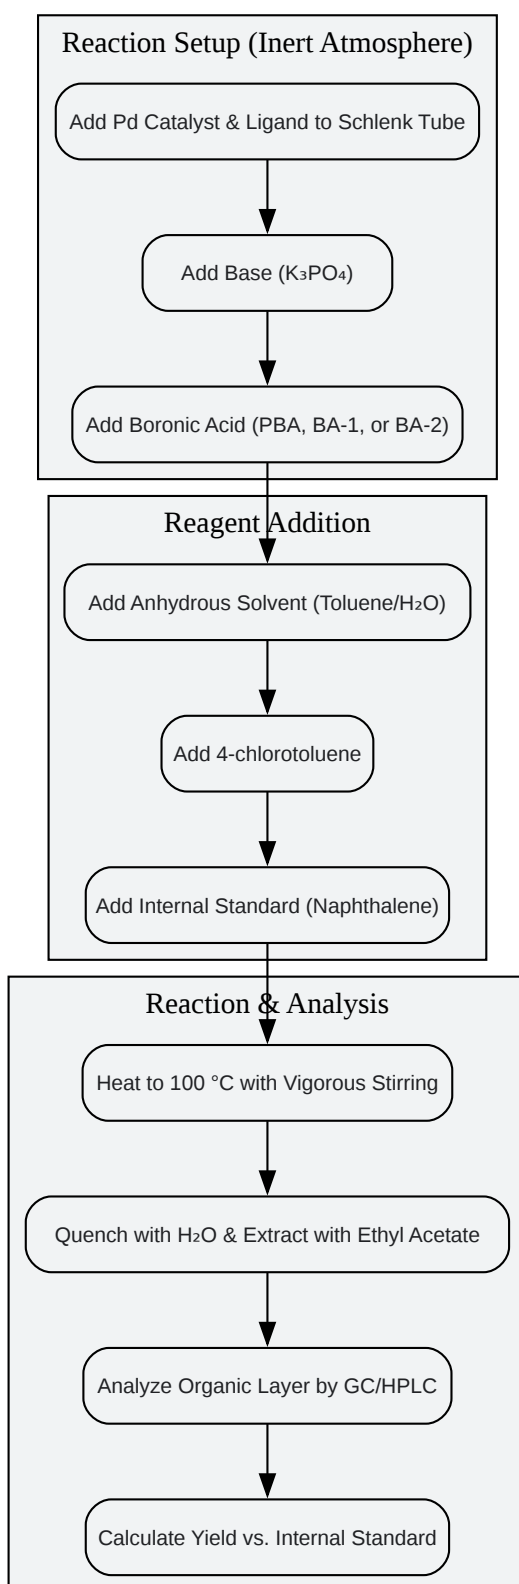 Reaction Setup (Inert Atmosphere)
Add Pd Catalyst & Ligand to Schlenk Tube
Add Base (K₃PO₄)
Add Boronic Acid (PBA, BA-1, or BA-2)
Reagent Addition
Add Anhydrous Solvent (Toluene/H₂O)
Add 4-chlorotoluene
Add Internal Standard (Naphthalene)
Reaction & Analysis
Heat to 100 °C with Vigorous Stirring
Quench with H₂O & Extract with Ethyl Acetate
Analyze Organic Layer by GC/HPLC
Calculate Yield vs. Internal Standard